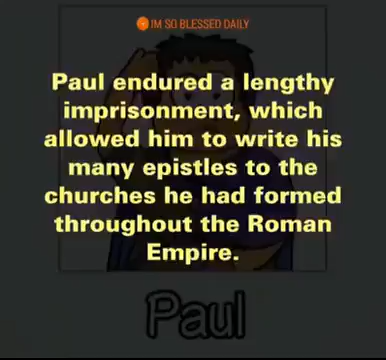 IM SO BLESSED DAILY
Paul endured a lengthy
imprisonment, which
allowed him to write his
many epistles to the
churches he had formed
throughout the Roman
Empire.
Paul